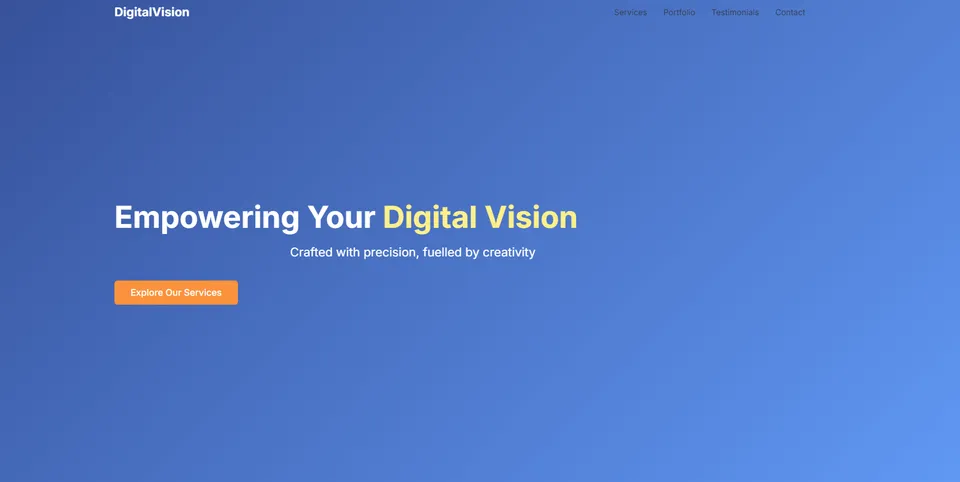 DigitalVision
Services Portfolio Testimonials Contact
Empowering Your Digital Vision
Crafted with precision, fuelled by creativity
Explore Our Services